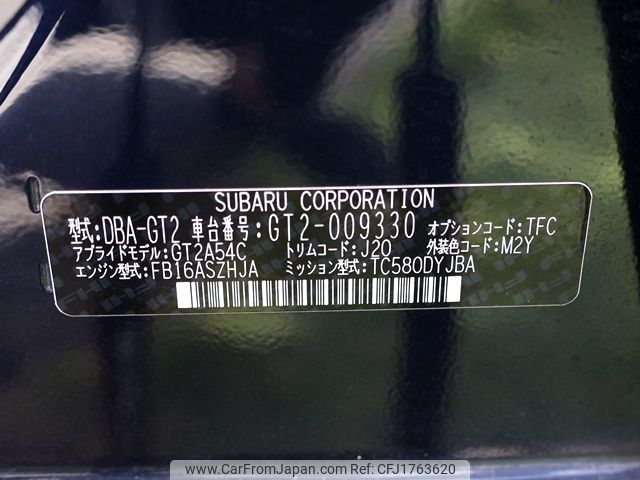 SUBARU CORPORATION
型式:DBA-GT2 車台番号:GT2-009330 オプションコード:TFC
アプライドモデル:GT2A54C トリムコード:J20 外装色コード:M2Y
エンジン型式:FB16ASZHJA ミッション型式:TC580DYJBA
www.CarFromJapan.com | Car ID: CFJ1763620